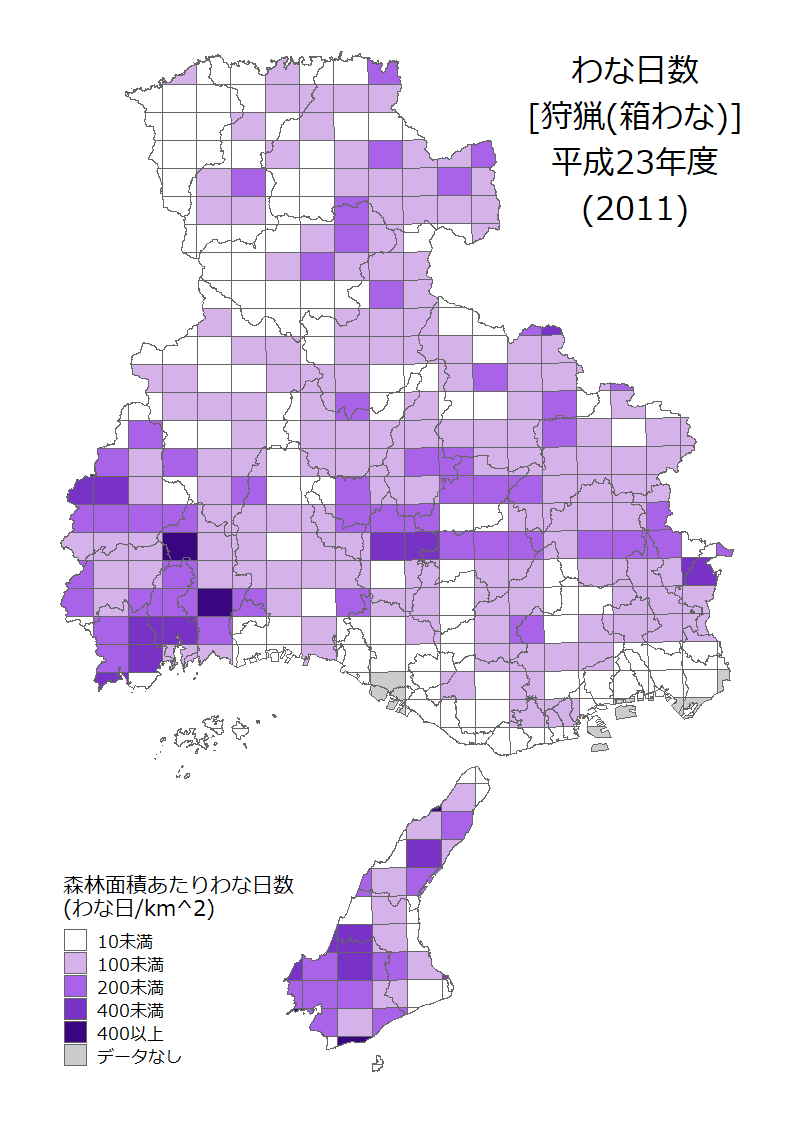 わな日数
[狩猟(箱わな)]
平成23年度
(2011)
森林面積あたりわな日数
(わな日/km^2)
10未満
100未満
200未満
400未満
400以上
データなし